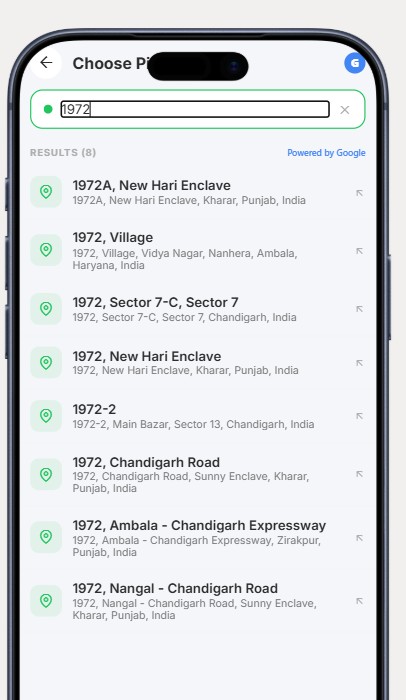 Choose Pi
G
1972
RESULTS (8)
Powered by Google
1972A, New Hari Enclave
1972A, New Hari Enclave, Kharar, Punjab, India
1972, Village
1972, Village, Vidya Nagar, Nanhera, Ambala,
Haryana, India
1972, Sector 7-C, Sector 7
1972, Sector 7-C, Sector 7, Chandigarh, India
1972, New Hari Enclave
1972, New Hari Enclave, Kharar, Punjab, India
1972-2
1972-2, Main Bazar, Sector 13, Chandigarh, India
1972, Chandigarh Road
1972, Chandigarh Road, Sunny Enclave, Kharar,
Punjab, India
1972, Ambala - Chandigarh Expressway
1972, Ambala - Chandigarh Expressway, Zirakpur,
Punjab, India
1972, Nangal - Chandigarh Road
1972, Nangal - Chandigarh Road, Sunny Enclave,
Kharar, Punjab, India